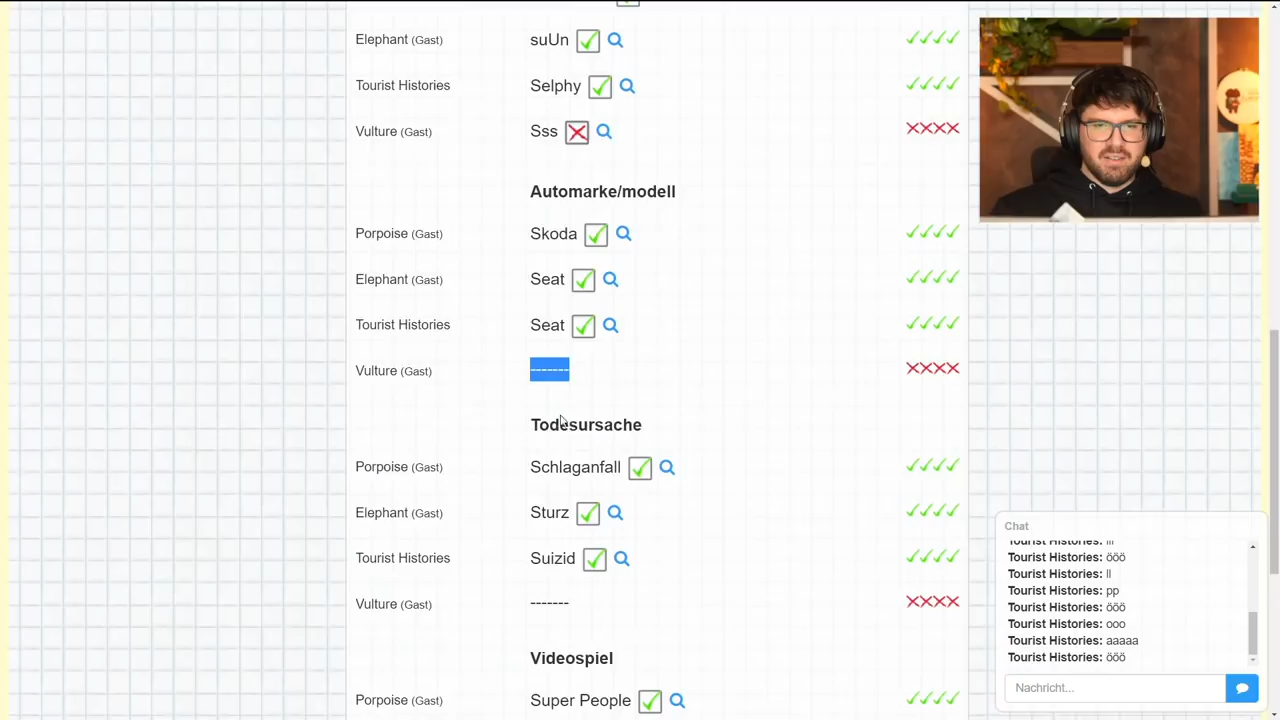 Elephant (Gast) suUn
Tourist Histories Selphy
Vulture (Gast) Sss
Automarke/modell
Porpoise (Gast) Skoda
Elephant (Gast) Seat
Tourist Histories Seat
Vulture (Gast) -------
Todesursache
Porpoise (Gast) Schlaganfall
Elephant (Gast) Sturz
Tourist Histories Suizid
Vulture (Gast) -------
Videospiel
Porpoise (Gast) Super People
Chat
Tourist Histories:
Tourist Histories: ööö
Tourist Histories: ll
Tourist Histories: pp
Tourist Histories: ööö
Tourist Histories: ooo
Tourist Histories: aaaaa
Tourist Histories: ööö
Nachricht...